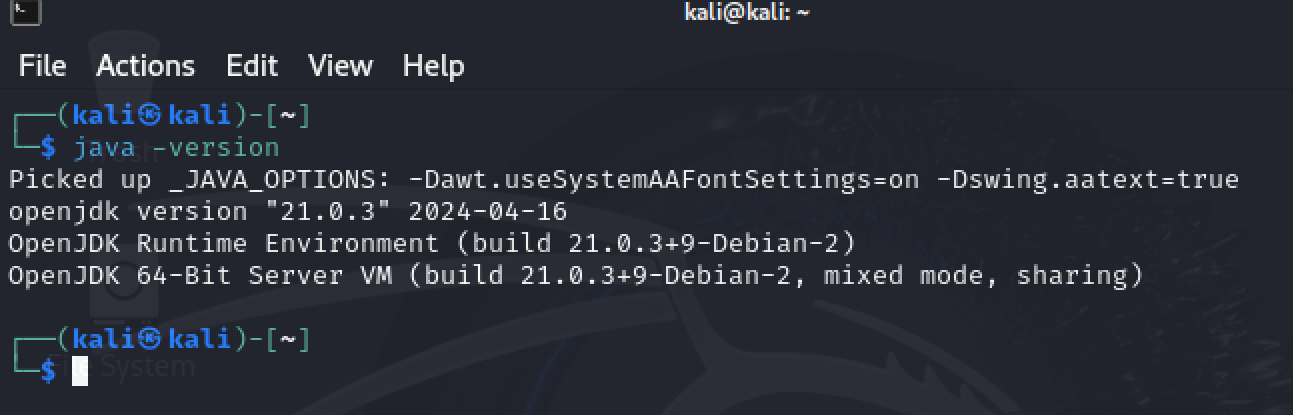 kali@kali: ~
File Actions Edit View Help
┌──(kali㉿kali)-[~]
└─$ java -version
Picked up _JAVA_OPTIONS: -Dawt.useSystemAAFontSettings=on -Dswing.aatext=true
openjdk version "21.0.3" 2024-04-16
OpenJDK Runtime Environment (build 21.0.3+9-Debian-2)
OpenJDK 64-Bit Server VM (build 21.0.3+9-Debian-2, mixed mode, sharing)
┌──(kali㉿kali)-[~]
└─$
File System